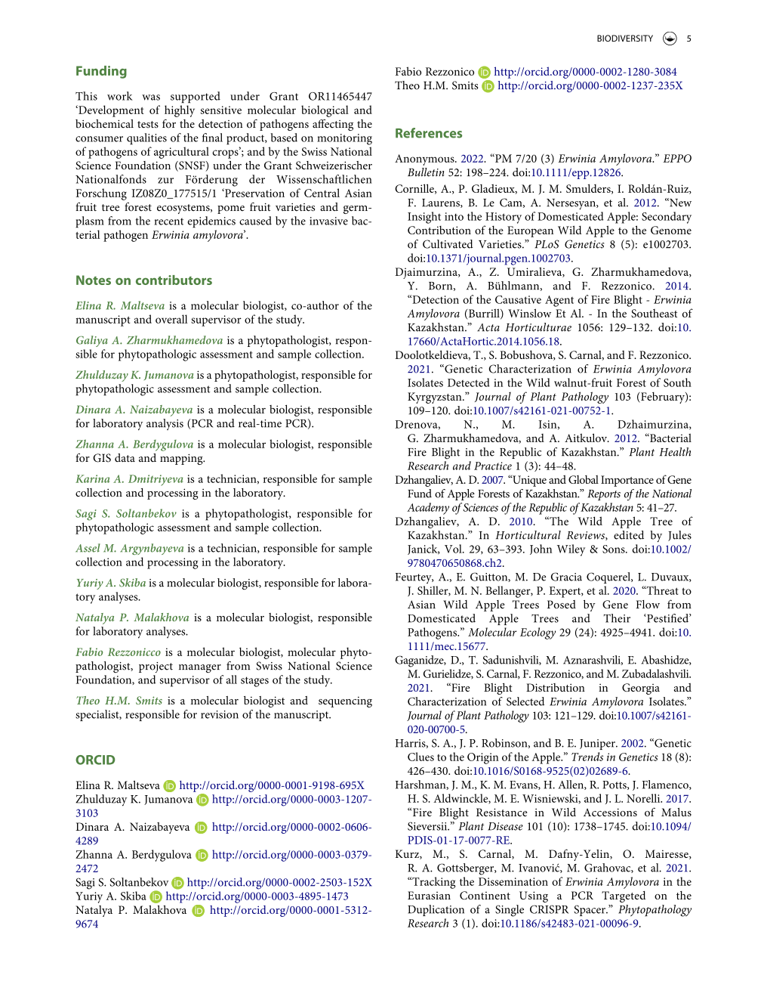 BIODIVERSITY 5
Funding
This work was supported under Grant OR11465447
‘Development of highly sensitive molecular biological and
biochemical tests for the detection of pathogens affecting the
consumer qualities of the final product, based on monitoring
of pathogens of agricultural crops’; and by the Swiss National
Science Foundation (SNSF) under the Grant Schweizerischer
Nationalfonds zur Förderung der Wissenschaftlichen
Forschung IZ08Z0_177515/1 ‘Preservation of Central Asian
fruit tree forest ecosystems, pome fruit varieties and germ-
plasm from the recent epidemics caused by the invasive bac-
terial pathogen Erwinia amylovora’.
Notes on contributors
Elina R. Maltseva is a molecular biologist, co-author of the
manuscript and overall supervisor of the study.
Galiya A. Zharmukhamedova is a phytopathologist, respon-
sible for phytopathologic assessment and sample collection.
Zhulduzay K. Jumanova is a phytopathologist, responsible for
phytopathologic assessment and sample collection.
Dinara A. Naizabayeva is a molecular biologist, responsible
for laboratory analysis (PCR and real-time PCR).
Zhanna A. Berdygulova is a molecular biologist, responsible
for GIS data and mapping.
Karina A. Dmitriyeva is a technician, responsible for sample
collection and processing in the laboratory.
Sagi S. Soltanbekov is a phytopathologist, responsible for
phytopathologic assessment and sample collection.
Assel M. Argynbayeva is a technician, responsible for sample
collection and processing in the laboratory.
Yuriy A. Skiba is a molecular biologist, responsible for labora-
tory analyses.
Natalya P. Malakhova is a molecular biologist, responsible
for laboratory analyses.
Fabio Rezzonicco is a molecular biologist, molecular phyto-
pathologist, project manager from Swiss National Science
Foundation, and supervisor of all stages of the study.
Theo H.M. Smits is a molecular biologist and sequencing
specialist, responsible for revision of the manuscript.
ORCID
Elina R. Maltseva iD http://orcid.org/0000-0001-9198-695X
Zhulduzay K. Jumanova iD http://orcid.org/0000-0003-1207-
3103
Dinara A. Naizabayeva iD http://orcid.org/0000-0002-0606-
4289
Zhanna A. Berdygulova iD http://orcid.org/0000-0003-0379-
2472
Sagi S. Soltanbekov iD http://orcid.org/0000-0002-2503-152X
Yuriy A. Skiba iD http://orcid.org/0000-0003-4895-1473
Natalya P. Malakhova iD http://orcid.org/0000-0001-5312-
9674
Fabio Rezzonico iD http://orcid.org/0000-0002-1280-3084
Theo H.M. Smits iD http://orcid.org/0000-0002-1237-235X
References
Anonymous. 2022. “PM 7/20 (3) Erwinia Amylovora.” EPPO
Bulletin 52: 198–224. doi:10.1111/epp.12826.
Cornille, A., P. Gladieux, M. J. M. Smulders, I. Roldán-Ruiz,
F. Laurens, B. Le Cam, A. Nersesyan, et al. 2012. “New
Insight into the History of Domesticated Apple: Secondary
Contribution of the European Wild Apple to the Genome
of Cultivated Varieties.” PLoS Genetics 8 (5): e1002703.
doi:10.1371/journal.pgen.1002703.
Djaimurzina, A., Z. Umiralieva, G. Zharmukhamedova,
Y. Born, A. Bühlmann, and F. Rezzonico. 2014.
“Detection of the Causative Agent of Fire Blight - Erwinia
Amylovora (Burrill) Winslow Et Al. - In the Southeast of
Kazakhstan.” Acta Horticulturae 1056: 129–132. doi:10.
17660/ActaHortic.2014.1056.18.
Doolotkeldieva, T., S. Bobushova, S. Carnal, and F. Rezzonico.
2021. “Genetic Characterization of Erwinia Amylovora
Isolates Detected in the Wild walnut-fruit Forest of South
Kyrgyzstan.” Journal of Plant Pathology 103 (February):
109–120. doi:10.1007/s42161-021-00752-1.
Drenova, N., M. Isin, A. Dzhaimurzina,
G. Zharmukhamedova, and A. Aitkulov. 2012. “Bacterial
Fire Blight in the Republic of Kazakhstan.” Plant Health
Research and Practice 1 (3): 44–48.
Dzhangaliev, A. D. 2007. “Unique and Global Importance of Gene
Fund of Apple Forests of Kazakhstan.” Reports of the National
Academy of Sciences of the Republic of Kazakhstan 5: 41–27.
Dzhangaliev, A. D. 2010. “The Wild Apple Tree of
Kazakhstan.” In Horticultural Reviews, edited by Jules
Janick, Vol. 29, 63–393. John Wiley & Sons. doi:10.1002/
9780470650868.ch2.
Feurtey, A., E. Guitton, M. De Gracia Coquerel, L. Duvaux,
J. Shiller, M. N. Bellanger, P. Expert, et al. 2020. “Threat to
Asian Wild Apple Trees Posed by Gene Flow from
Domesticated Apple Trees and Their ‘Pestified’
Pathogens.” Molecular Ecology 29 (24): 4925–4941. doi:10.
1111/mec.15677.
Gaganidze, D., T. Sadunishvili, M. Aznarashvili, E. Abashidze,
M. Gurielidze, S. Carnal, F. Rezzonico, and M. Zubadalashvili.
2021. “Fire Blight Distribution in Georgia and
Characterization of Selected Erwinia Amylovora Isolates.”
Journal of Plant Pathology 103: 121–129. doi:10.1007/s42161-
020-00700-5.
Harris, S. A., J. P. Robinson, and B. E. Juniper. 2002. “Genetic
Clues to the Origin of the Apple.” Trends in Genetics 18 (8):
426–430. doi:10.1016/S0168-9525(02)02689-6.
Harshman, J. M., K. M. Evans, H. Allen, R. Potts, J. Flamenco,
H. S. Aldwinckle, M. E. Wisniewski, and J. L. Norelli. 2017.
“Fire Blight Resistance in Wild Accessions of Malus
Sieversii.” Plant Disease 101 (10): 1738–1745. doi:10.1094/
PDIS-01-17-0077-RE.
Kurz, M., S. Carnal, M. Dafny-Yelin, O. Mairesse,
R. A. Gottsberger, M. Ivanović, M. Grahovac, et al. 2021.
“Tracking the Dissemination of Erwinia Amylovora in the
Eurasian Continent Using a PCR Targeted on the
Duplication of a Single CRISPR Spacer.” Phytopathology
Research 3 (1). doi:10.1186/s42483-021-00096-9.